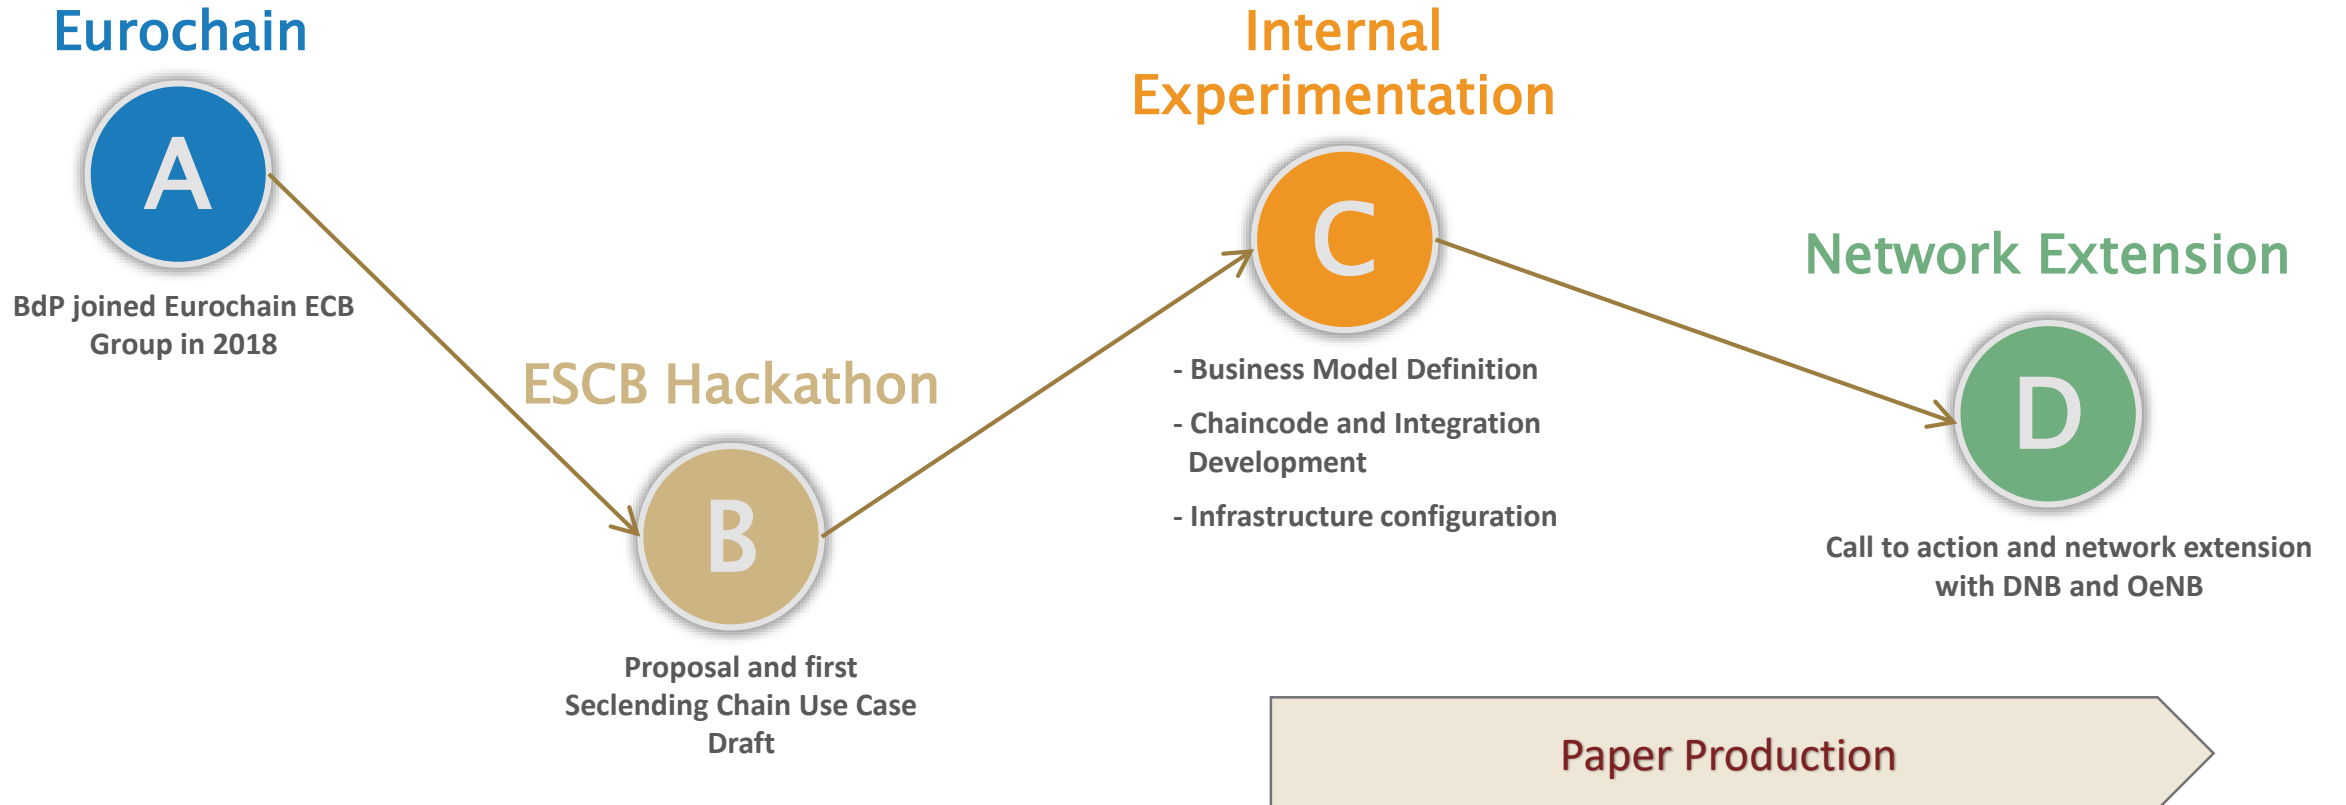 Eurochain
A
BdP joined Eurochain ECB
Group in 2018
ESCB Hackathon
B
Proposal and first
Seclending Chain Use Case
Draft
Internal
Experimentation
C
- Business Model Definition
- Chaincode and Integration
Development
- Infrastructure configuration
Network Extension
D
Call to action and network extension
with DNB and OeNB
Paper Production